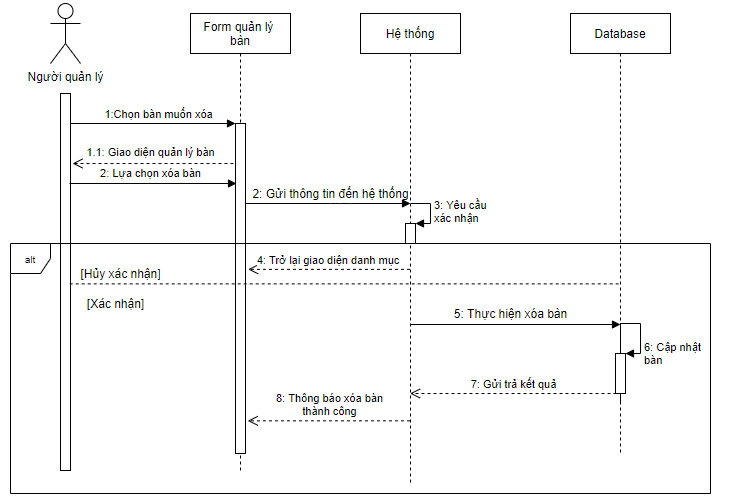 Form quản lý
bản
Hệ thống
Database
Người quản lý
1:Chọn bàn muốn xóa
1.1: Giao diện quản lý bàn
2: Lựa chọn xóa bàn
2: Gửi thông tin đến hệ thống
3: Yêu cầu
xác nhận
alt
4: Trở lại giao diện danh mục
[Hủy xác nhận]
[Xác nhận]
5: Thực hiện xóa bàn
6: Cập nhật
bàn
7: Gửi trả kết quả
8: Thông báo xóa bàn
thành công